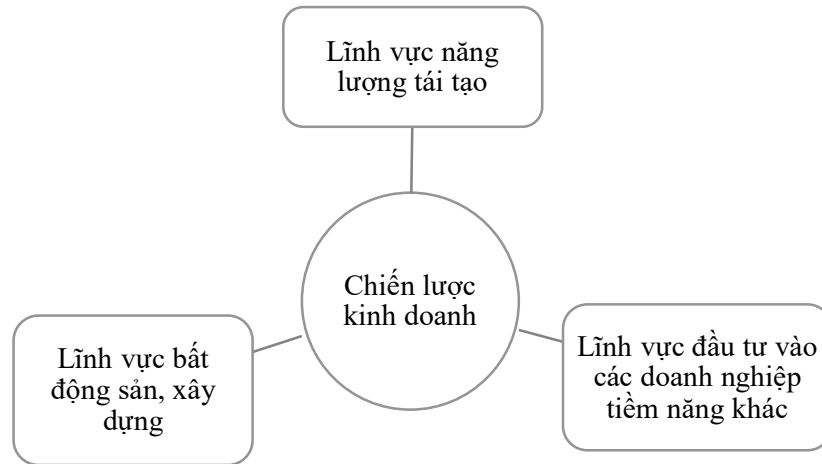 Lĩnh vực năng
lượng tái tạo
Chiến lược
kinh doanh
Lĩnh vực bất
động sản, xây
dựng
Lĩnh vực đầu tư vào
các doanh nghiệp
tiềm năng khác